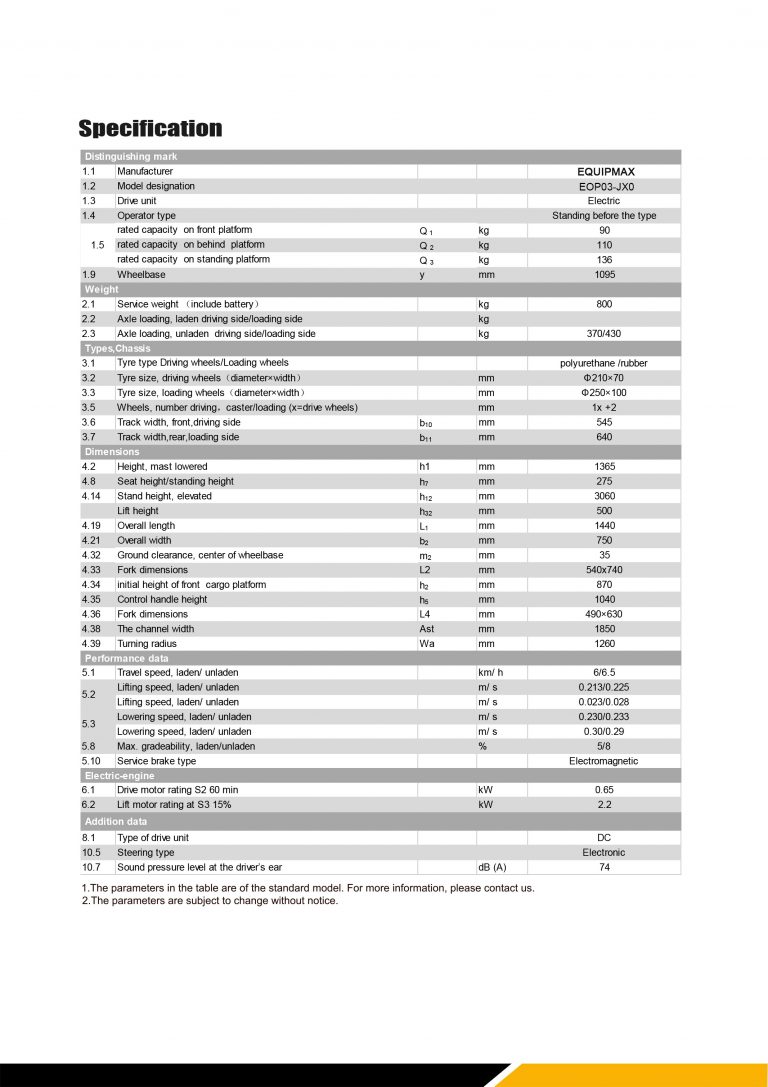 Specification
Distinguishing mark
1.1 Manufacturer EQUIPMAX
1.2 Model designation EOP03-JX0
1.3 Drive unit Electric
1.4 Operator type Standing before the type
rated capacity on front platform Q 1 kg 90
1.5 rated capacity on behind platform Q 2 kg 110
rated capacity on standing platform Q 3 kg 136
1.9 Wheelbase y mm 1095
Weight
2.1 Service weight （include battery） kg 800
2.2 Axle loading, laden driving side/loading side kg
2.3 Axle loading, unladen driving side/loading side kg 370/430
Types,Chassis
3.1 Tyre type Driving wheels/Loading wheels polyurethane /rubber
3.2 Tyre size, driving wheels（diameter×width） mm Φ210×70
3.3 Tyre size, loading wheels（diameter×width） mm Φ250×100
3.5 Wheels, number driving，caster/loading (x=drive wheels) mm 1x +2
3.6 Track width, front,driving side b10 mm 545
3.7 Track width,rear,loading side b11 mm 640
Dimensions
4.2 Height, mast lowered h1 mm 1365
4.8 Seat height/standing height h7 mm 275
4.14 Stand height, elevated h12 mm 3060
Lift height h32 mm 500
4.19 Overall length L1 mm 1440
4.21 Overall width b2 mm 750
4.32 Ground clearance, center of wheelbase m2 mm 35
4.33 Fork dimensions L2 mm 540x740
4.34 initial height of front cargo platform h2 mm 870
4.35 Control handle height h5 mm 1040
4.36 Fork dimensions L4 mm 490×630
4.38 The channel width Ast mm 1850
4.39 Turning radius Wa mm 1260
Performance data
5.1 Travel speed, laden/ unladen km/ h 6/6.5
5.2 Lifting speed, laden/ unladen m/ s 0.213/0.225
Lifting speed, laden/ unladen m/ s 0.023/0.028
5.3 Lowering speed, laden/ unladen m/ s 0.230/0.233
Lowering speed, laden/ unladen m/ s 0.30/0.29
5.8 Max. gradeability, laden/unladen % 5/8
5.10 Service brake type Electromagnetic
Electric-engine
6.1 Drive motor rating S2 60 min kW 0.65
6.2 Lift motor rating at S3 15% kW 2.2
Addition data
8.1 Type of drive unit DC
10.5 Steering type Electronic
10.7 Sound pressure level at the driver's ear dB (A) 74
1.The parameters in the table are of the standard model. For more information, please contact us.
2.The parameters are subject to change without notice.